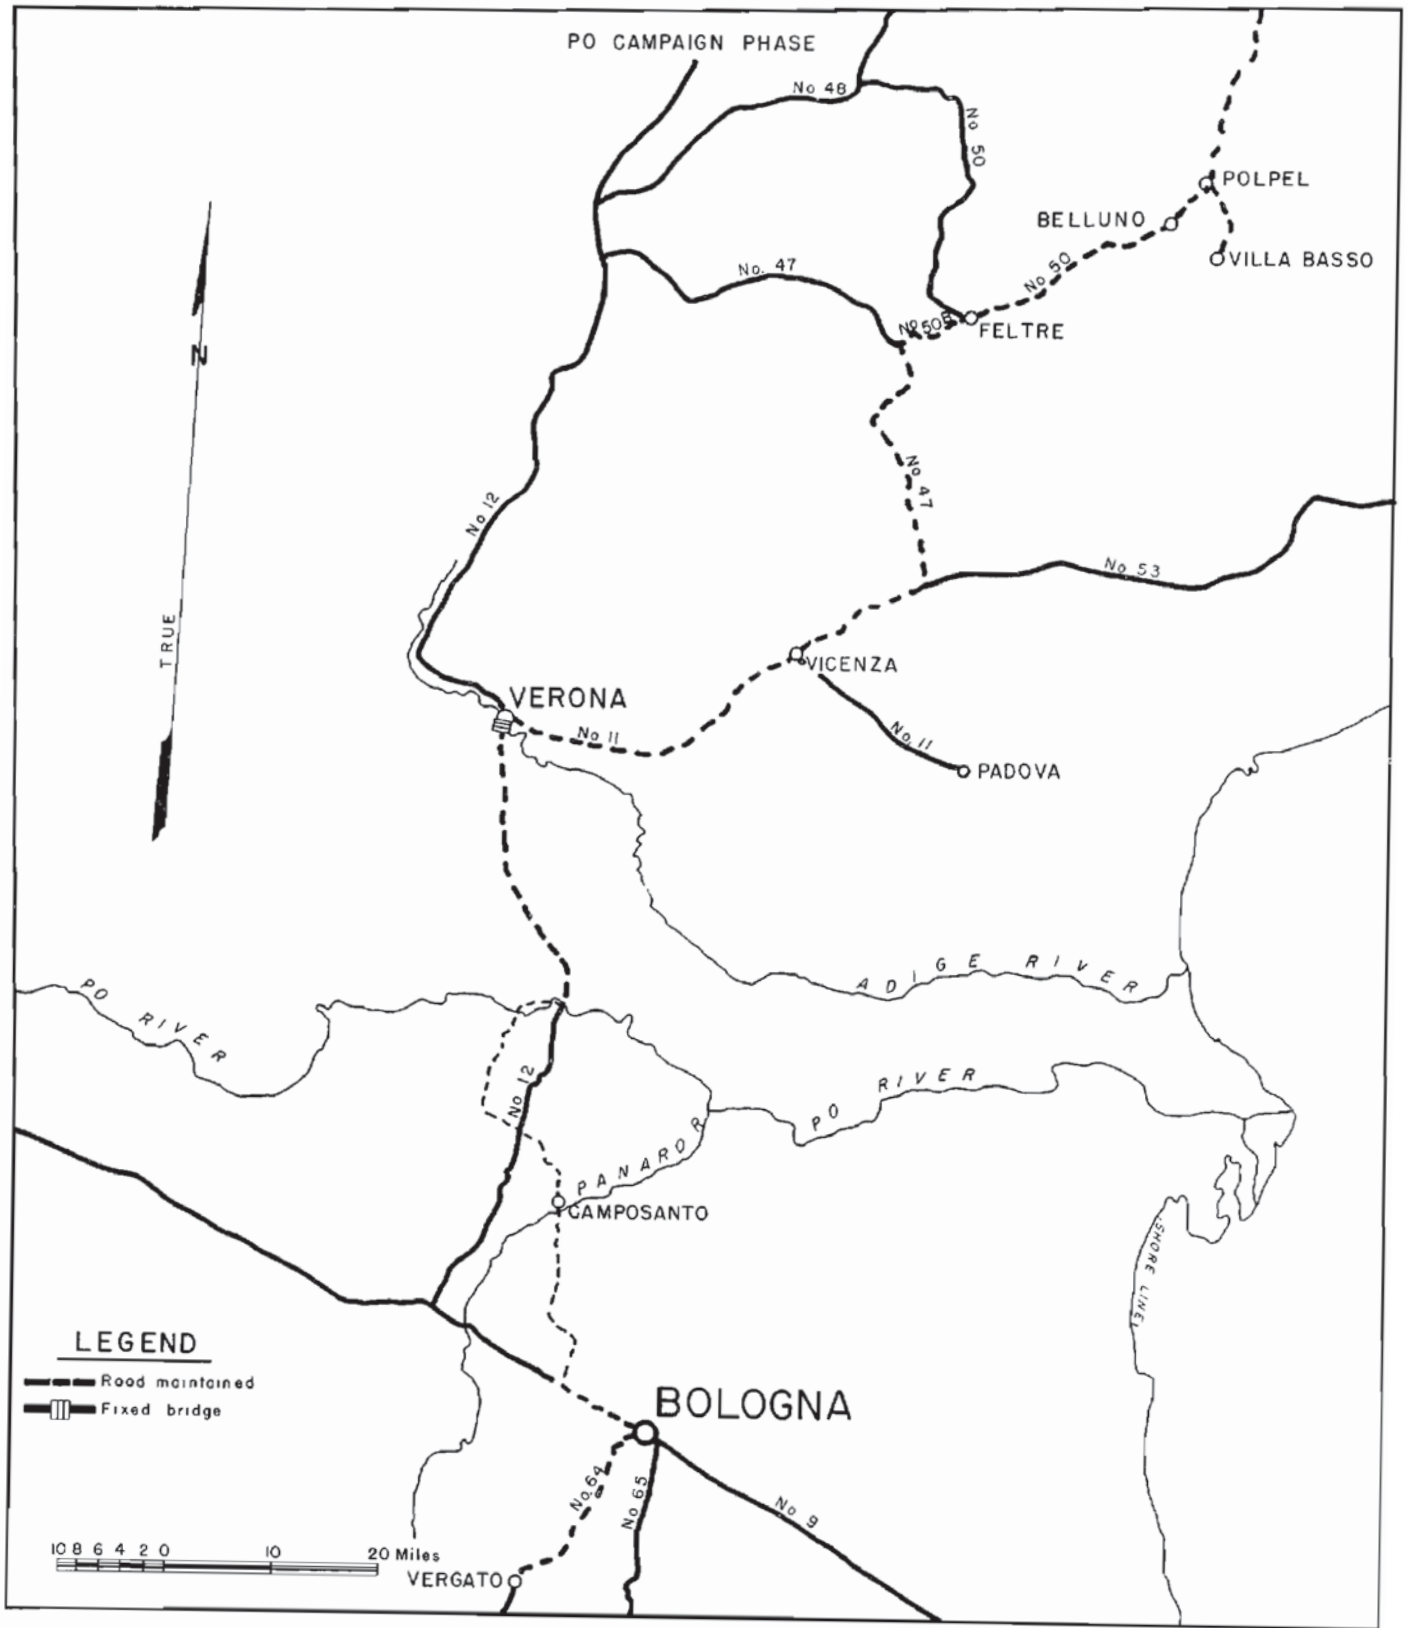 PO CAMPAIGN PHASE
No 48
No 50
POLPEL
BELLUNO
VILLA BASSO
No. 47
No 50
No 50B
FELTRE
N
No 47
No 12
No 53
TRUE
VICENZA
VERONA
No 11
No. 11
PADOVA
ADIGE RIVER
PO RIVER
No 12
PO RIVER
PANARO R
CAMPOSANTO
SHORE LINE
LEGEND
Road maintained
Fixed bridge
BOLOGNA
No. 64
No 65
No 9
10 8 6 4 2 0 10 20 Miles
VERGATO